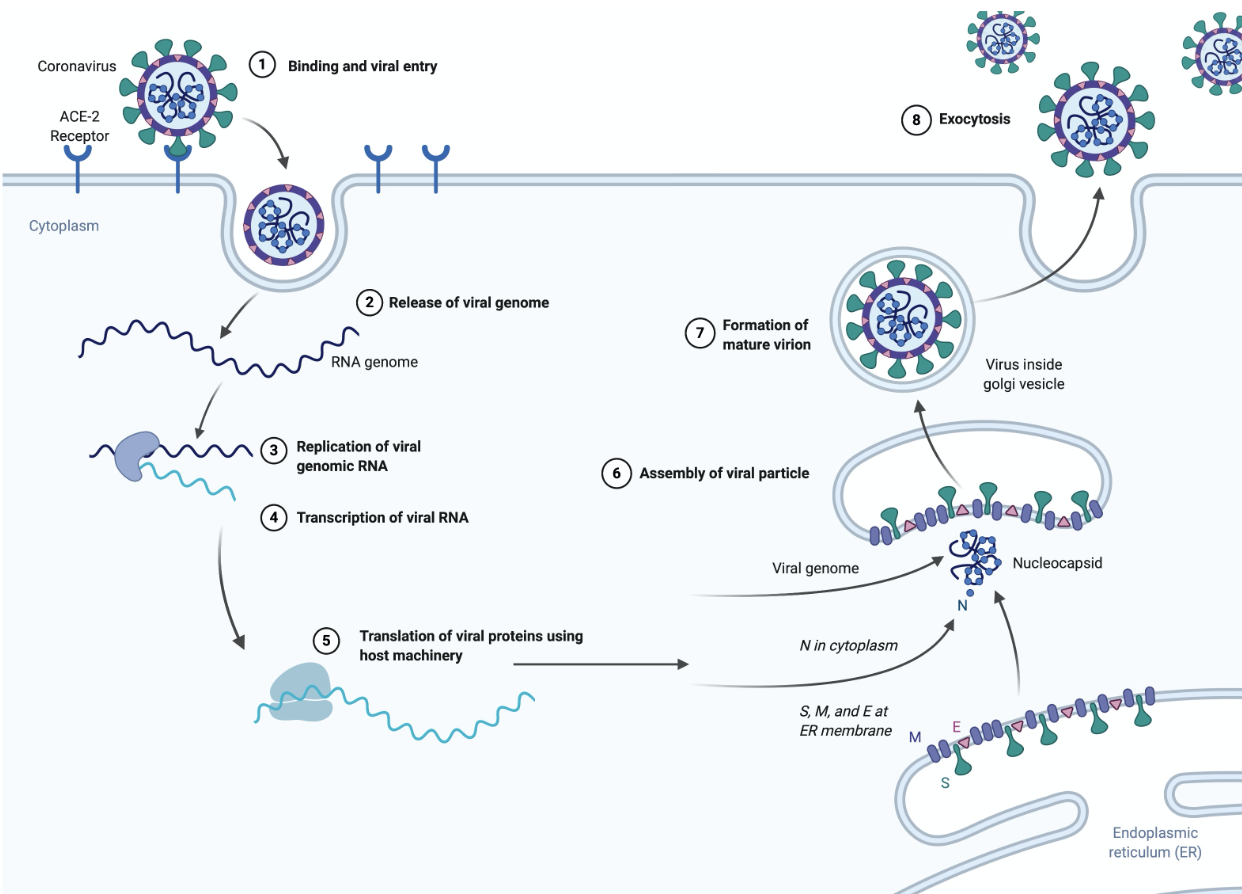 Coronavirus
ACE-2
Receptor
1 Binding and viral entry
8 Exocytosis
Cytoplasm
2 Release of viral genome
RNA genome
7 Formation of
mature virion
Virus inside
golgi vesicle
3 Replication of viral
genomic RNA
6 Assembly of viral particle
4 Transcription of viral RNA
Viral genome
Nucleocapsid
N
5 Translation of viral proteins using
host machinery
N in cytoplasm
S, M, and E at
ER membrane
M
E
S
Endoplasmic
reticulum (ER)